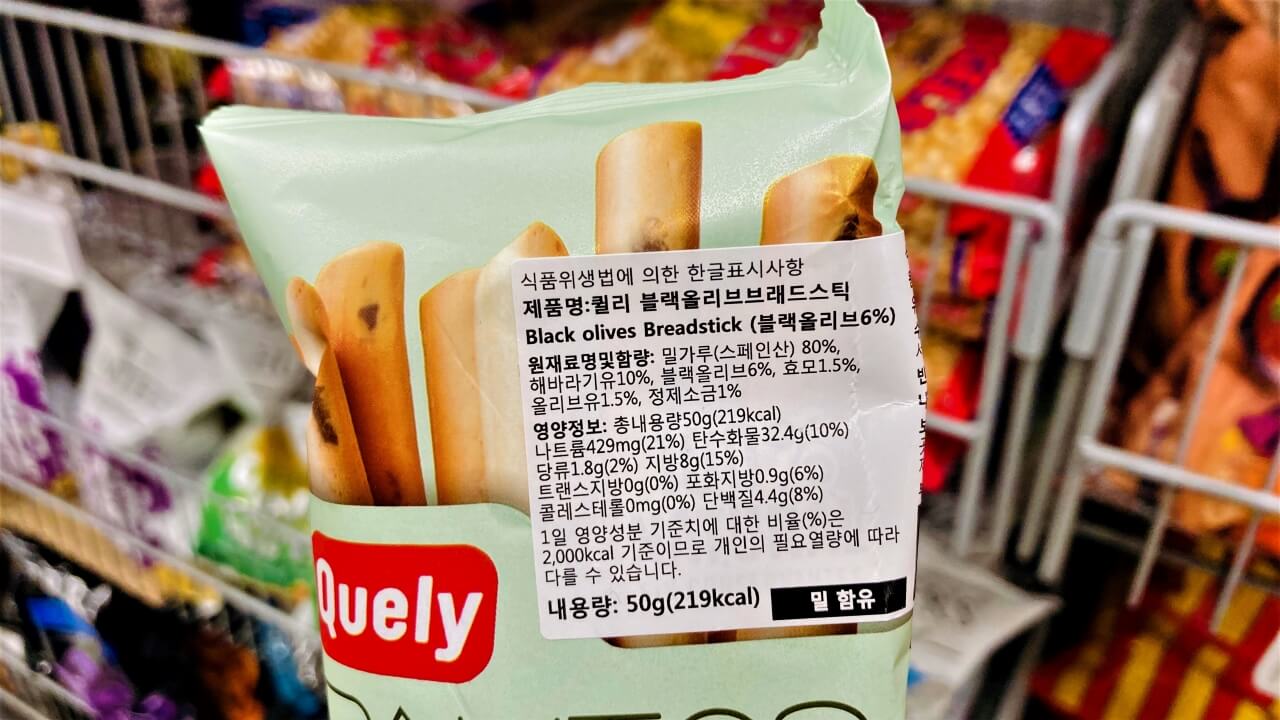 식품위생법에 의한 한글표시사항
제품명:퀼리 블랙올리브브래드스틱
Black olives Breadstick (블랙올리브6%)
원재료명및함량: 밀가루(스페인산) 80%,
해바라기유10%, 블랙올리브6%, 효모1.5%,
올리브유1.5%, 정제소금1%
영양정보: 총내용량50g(219kcal)
나트륨429mg(21%) 탄수화물32.4g(10%)
당류1.8g(2%) 지방8g(15%)
트랜스지방0g(0%) 포화지방0.9g(6%)
콜레스테롤0mg(0%) 단백질4.4g(8%)
1일 영양성분 기준치에 대한 비율(%)은
2,000kcal 기준이므로 개인의 필요열량에 따라
다를 수 있습니다.
내용량: 50g(219kcal) 밀 함유
Quely